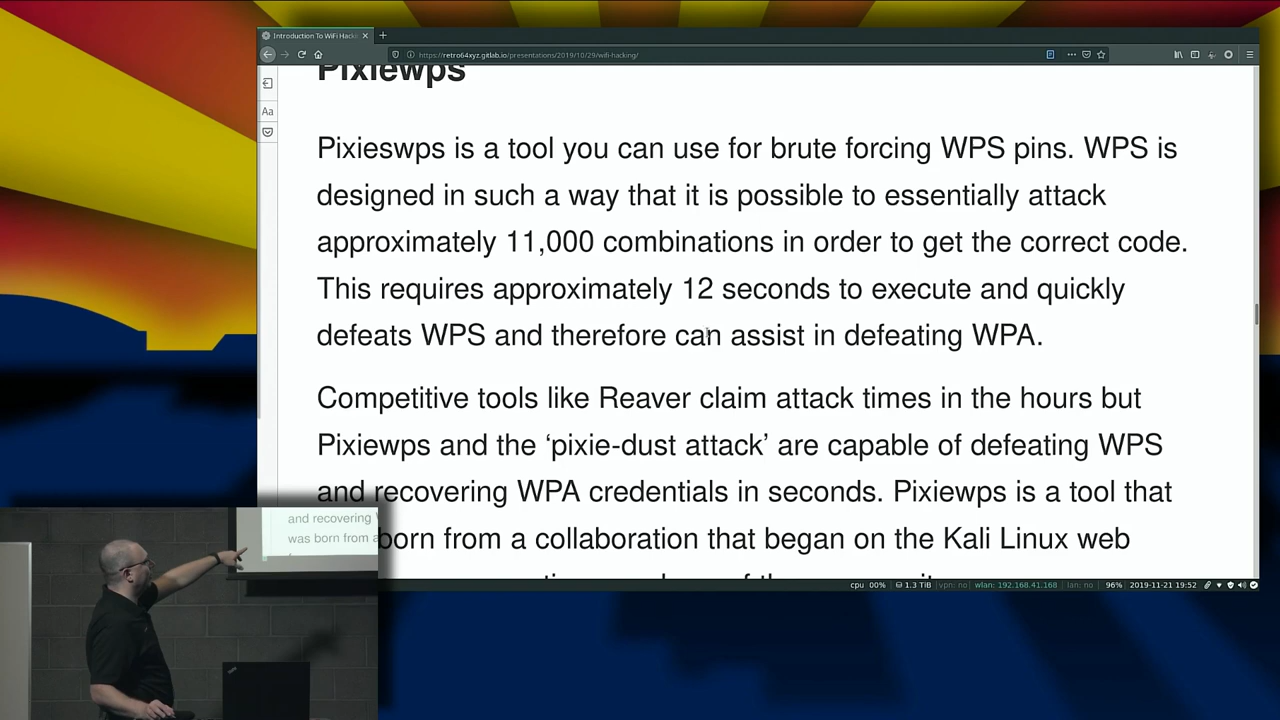 Introduction To WiFi Hack
https://retro64xyz.gitlab.io/presentations/2019/10/29/wifi-hacking/
Pixiewps
Aa
Pixieswps is a tool you can use for brute forcing WPS pins. WPS is
designed in such a way that it is possible to essentially attack
approximately 11,000 combinations in order to get the correct code.
This requires approximately 12 seconds to execute and quickly
defeats WPS and therefore can assist in defeating WPA.
Competitive tools like Reaver claim attack times in the hours but
Pixiewps and the ‘pixie-dust attack’ are capable of defeating WPS
and recovering WPA credentials in seconds. Pixiewps is a tool that
born from a collaboration that began on the Kali Linux web
and recovering
was born from a
cpu 00% 1.3 TiB vpn: no wlan: 192.168.41.168 lan: no 96% 2019-11-21 19:52